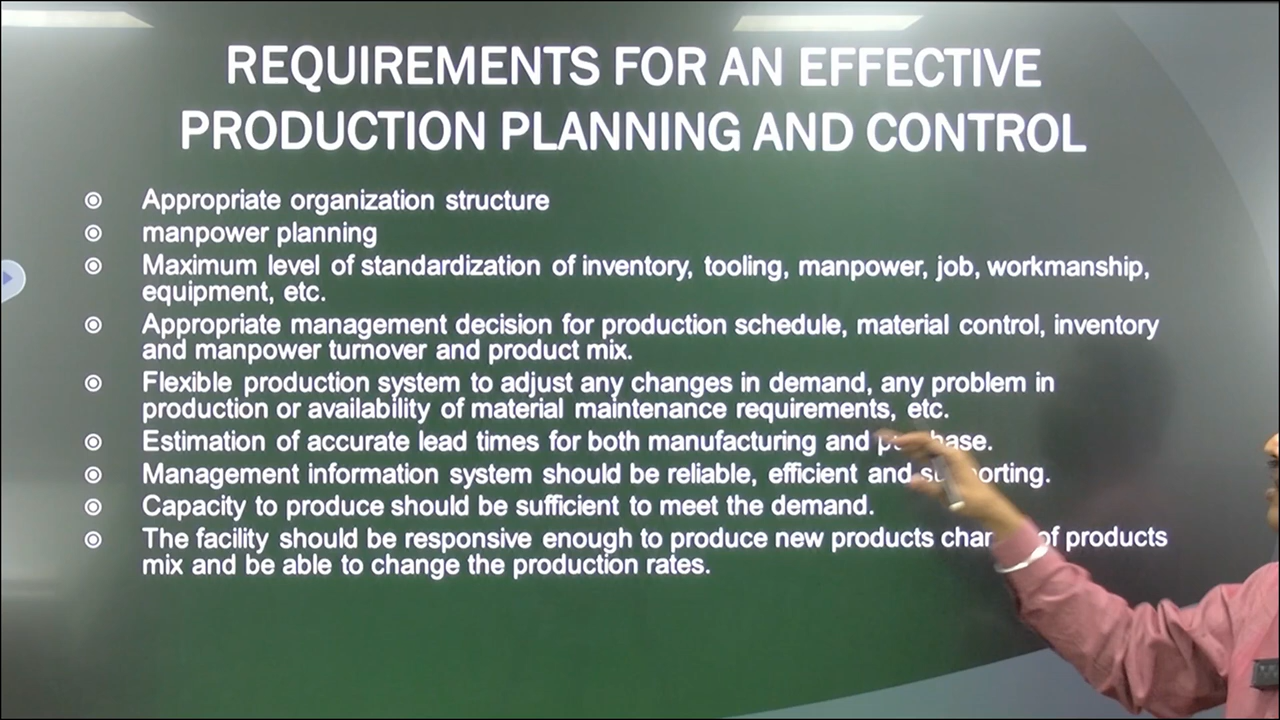 REQUIREMENTS FOR AN EFFECTIVE
PRODUCTION PLANNING AND CONTROL
Appropriate organization structure
manpower planning
Maximum level of standardization of inventory, tooling, manpower, job, workmanship,
equipment, etc.
Appropriate management decision for production schedule, material control, inventory
and manpower turnover and product mix.
Flexible production system to adjust any changes in demand, any problem in
production or availability of material maintenance requirements, etc.
Estimation of accurate lead times for both manufacturing and
Management information system should be reliable, efficient and
Capacity to produce should be sufficient to meet the demand.
The facility should be responsive enough to produce new products of products
mix and be able to change the production rates.